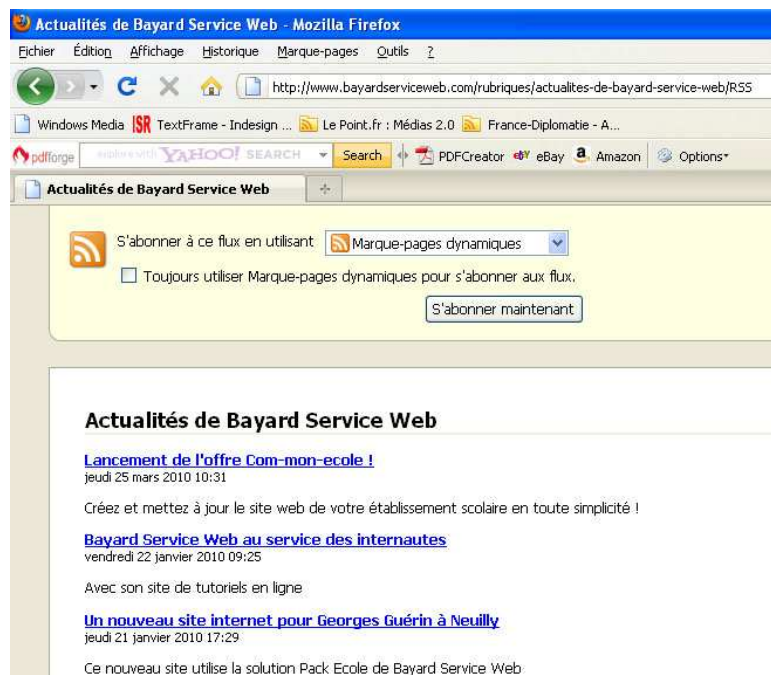 Actualités de Bayard Service Web - Mozilla Firefox
Fichier Édition Affichage Historique Marque-pages Outils ?
http://www.bayardserviceweb.com/rubriques/actualites-de-bayard-service-web/RSS
Windows Media ISR TextFrame - Indesign ... Le Point.fr : Médias 2.0 France-Diplomatie - A...
pdfforge YAHOO! SEARCH Search PDFCreator eBay Amazon Options
Actualités de Bayard Service Web
S'abonner à ce flux en utilisant Marque-pages dynamiques
Toujours utiliser Marque-pages dynamiques pour s'abonner aux flux.
S'abonner maintenant
Actualités de Bayard Service Web
Lancement de l'offre Com-mon-ecole !
jeudi 25 mars 2010 10:31
Créez et mettez à jour le site web de votre établissement scolaire en toute simplicité !
Bayard Service Web au service des internautes
vendredi 22 janvier 2010 09:25
Avec son site de tutoriels en ligne
Un nouveau site internet pour Georges Guérin à Neuilly
jeudi 21 janvier 2010 17:29
Ce nouveau site utilise la solution Pack Ecole de Bayard Service Web